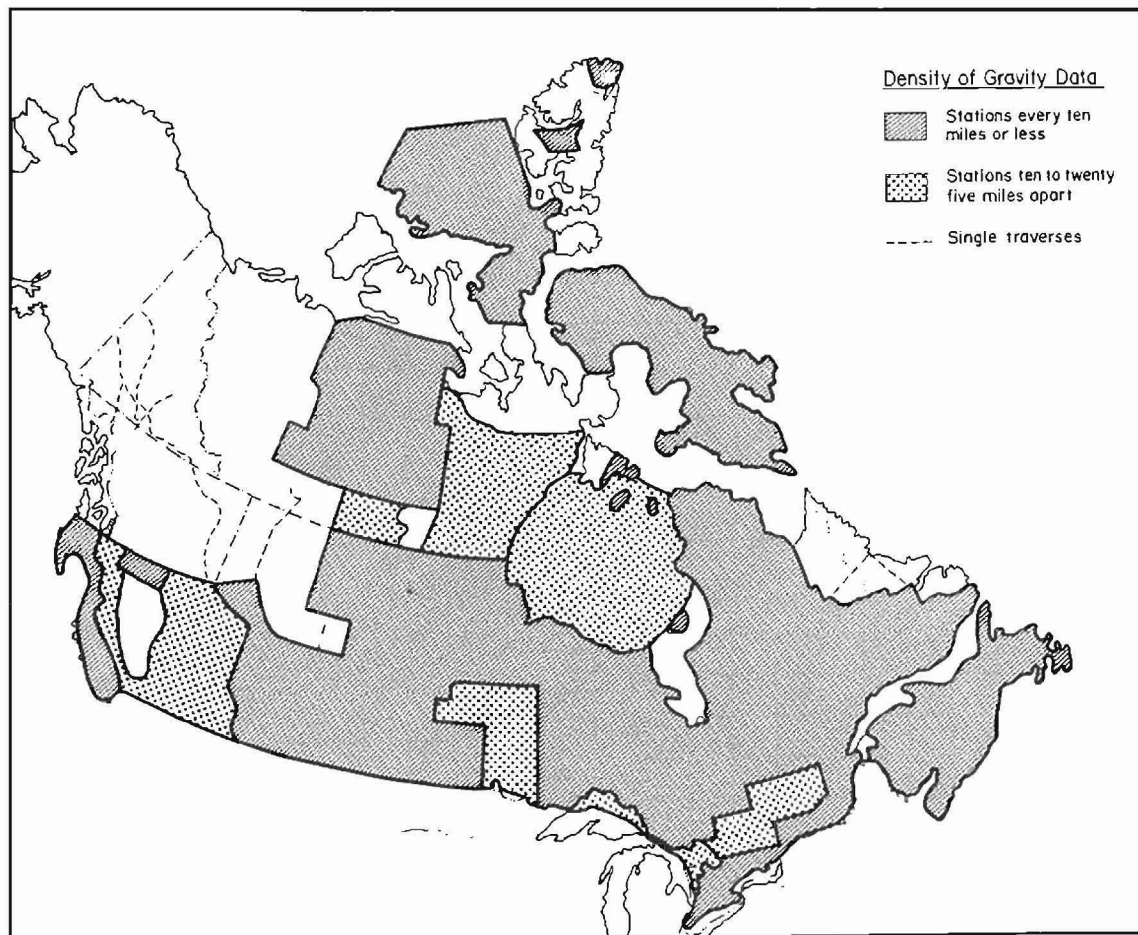 Density of Gravity Data
Stations every ten
miles or less
Stations ten to twenty
five miles apart
Single traverses